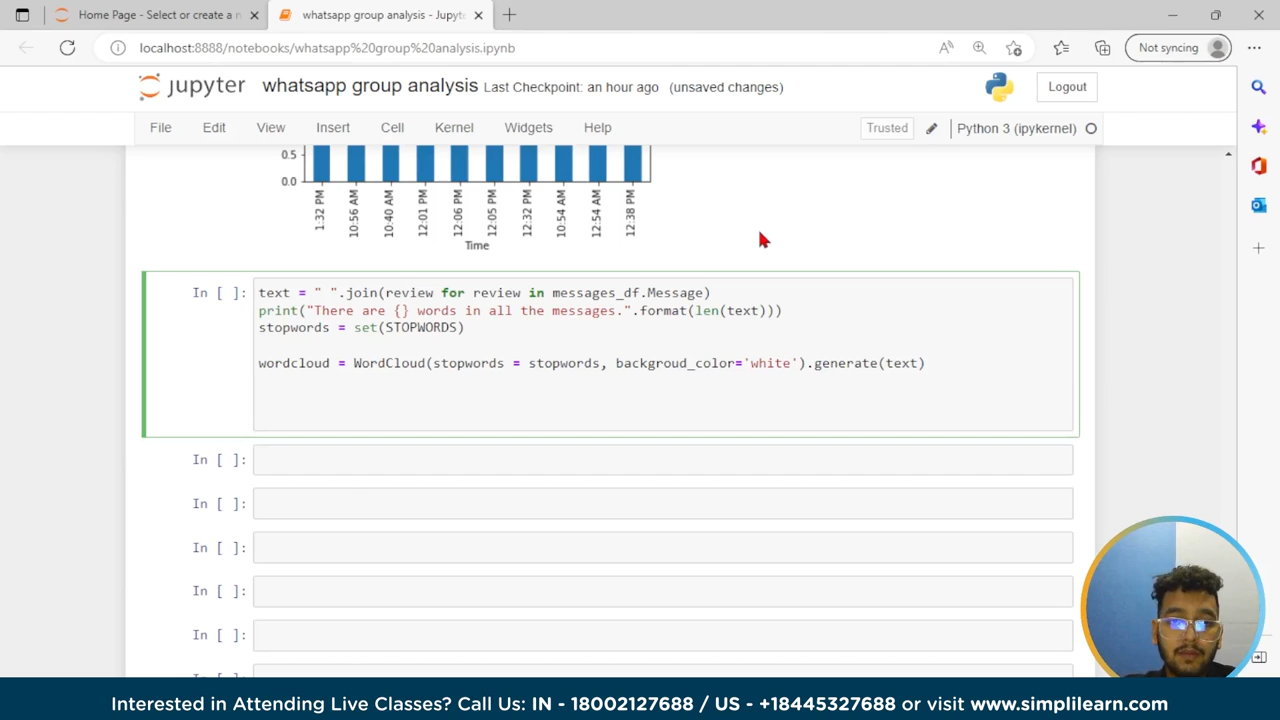 Home Page - Select or create a n
whatsapp group analysis - Jupyte
localhost:8888/notebooks/whatsapp%20group%20analysis.ipynb
Not syncing
jupyter whatsapp group analysis Last Checkpoint: an hour ago (unsaved changes)
Logout
File Edit View Insert Cell Kernel Widgets Help
Trusted
Python 3 (ipykernel)
0.5
0.0
1:32 PM
10:56 AM
10:40 AM
12:01 PM
12:06 PM
12:05 PM
12:32 PM
10:54 AM
12:54 AM
12:38 PM
Time
In [ ]: text = " ".join(review for review in messages_df.Message)
print("There are {} words in all the messages.".format(len(text)))
stopwords = set(STOPWORDS)
wordcloud = WordCloud(stopwords = stopwords, backgroud_color='white').generate(text)
In [ ]:
In [ ]:
In [ ]:
In [ ]:
In [ ]:
Interested in Attending Live Classes? Call Us: IN - 18002127688 / US - +18445327688 or visit www.simplilearn.com